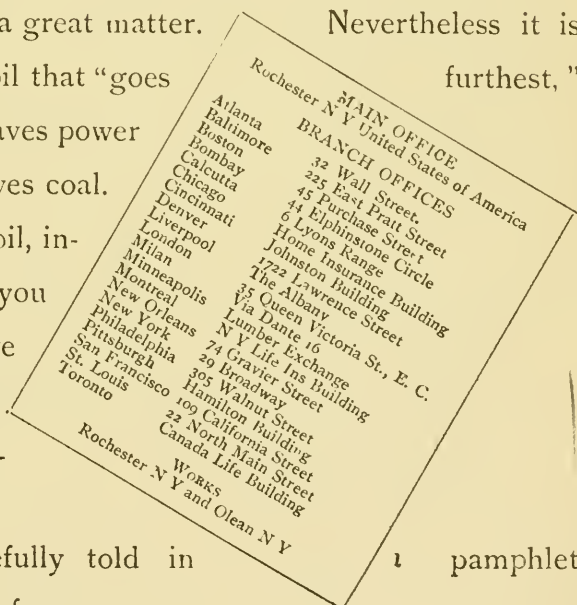 a great matter. Nevertheless it is
oil that “goes furthest,”
aves power
ves coal.
oil, in-
you
MAIN OFFICE
Rochester N Y United States of America
BRANCH OFFICES
Atlanta 32 Wall Street.
Baltimore 225 East Pratt Street
Boston 45 Purchase Street
Bombay 44 Elphinstone Circle
Calcutta 6 Lyons Range
Chicago Home Insurance Building
Cincinnati Johnston Building
Denver 1722 Lawrence Street
Liverpool The Albany
London 35 Queen Victoria St., E. C.
Milan Via Dante 16
Minneapolis Lumber Exchange
Montreal N Y Life Ins Building
New Orleans 74 Gravier Street
New York 29 Broadway
Philadelphia 305 Walnut Street
Pittsburgh Hamilton Building
San Francisco 109 California Street
St. Louis 22 North Main Street
Toronto Canada Life Building
WORKS
Rochester N Y and Olean N Y
efully told in pamphlet